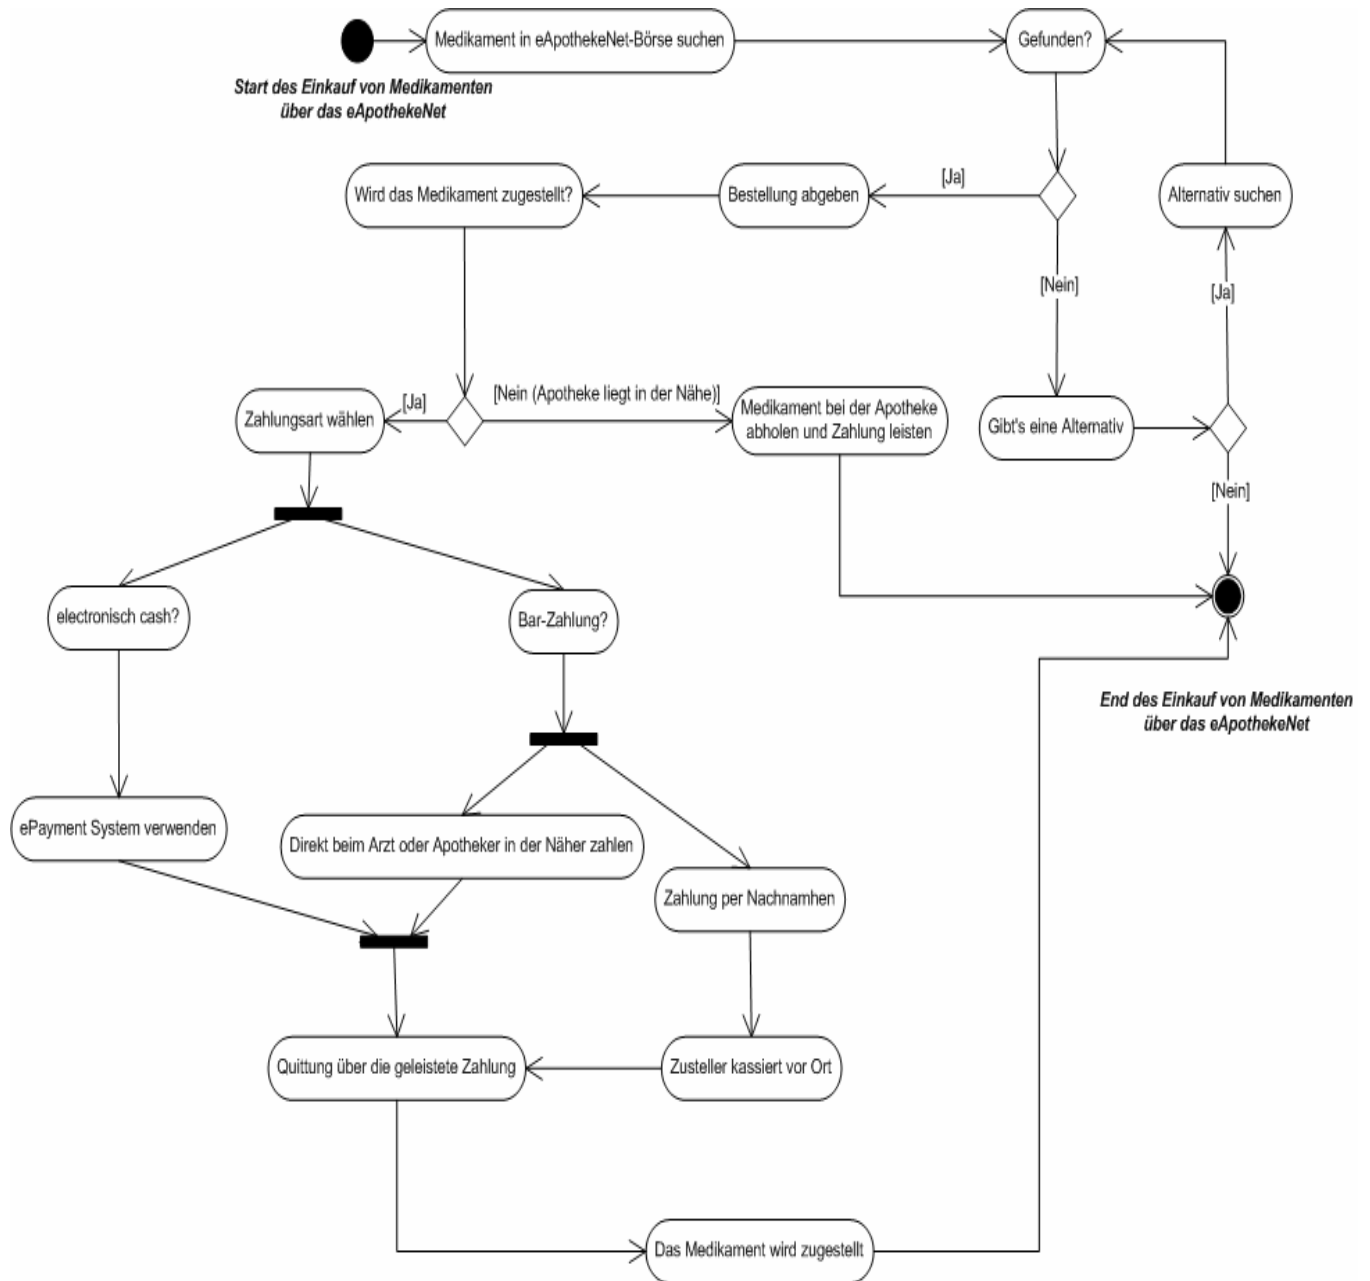 Medikament in eApothekeNet-Börse suchen
Gefunden?
Start des Einkauf von Medikamenten
über das eApothekeNet
Wird das Medikament zugestellt?
Bestellung abgeben
[Ja]
Alternativ suchen
[Nein]
[Ja]
Zahlungsart wählen
[Ja]
[Nein (Apotheke liegt in der Nähe)]
Medikament bei der Apotheke
abholen und Zahlung leisten
Gibt's eine Alternativ
[Nein]
electronisch cash?
Bar-Zahlung?
End des Einkauf von Medikamenten
über das eApothekeNet
ePayment System verwenden
Direkt beim Arzt oder Apotheker in der Näher zahlen
Zahlung per Nachnamhen
Quittung über die geleistete Zahlung
Zusteller kassiert vor Ort
Das Medikament wird zugestellt